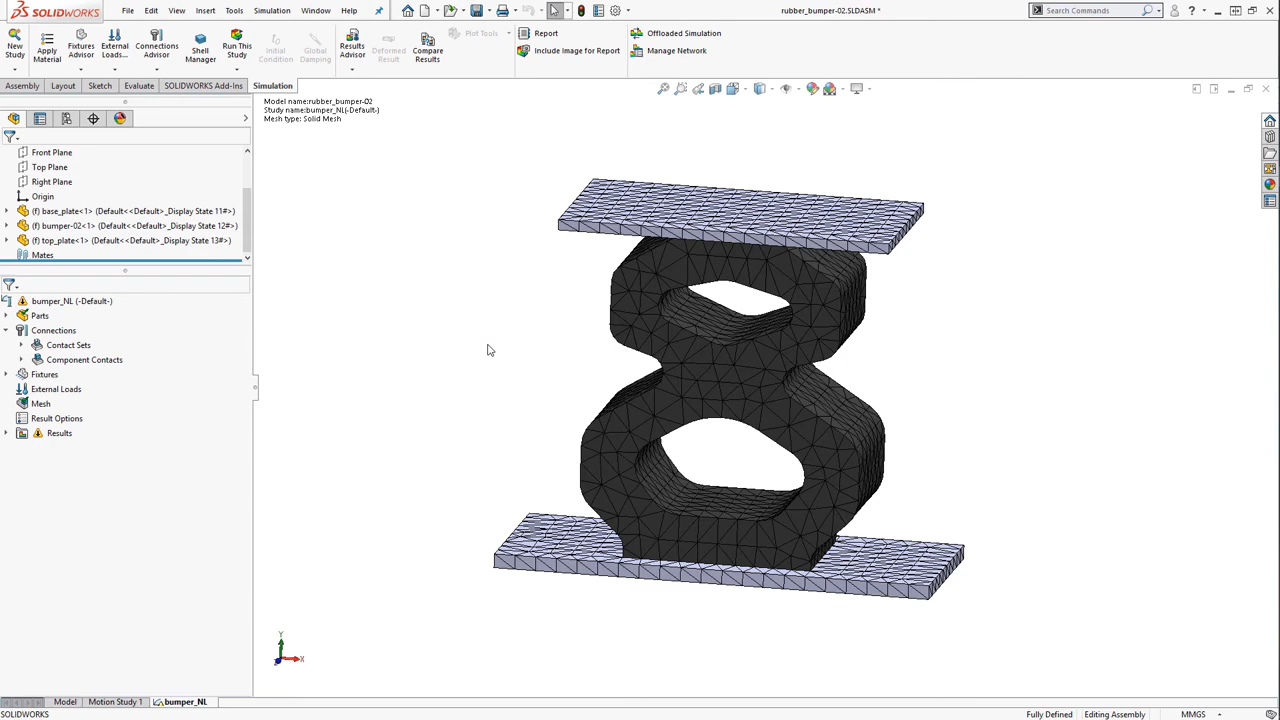 SOLIDWORKS File Edit View Insert Tools Simulation Window Help rubber_bumper-02.SLDASM * Search Commands
New Study Apply Material Fixtures Advisor External Loads... Connections Advisor Shell Manager Run This Study Initial Condition Global Damping Results Advisor Deformed Result Compare Results Plot Tools Report Offloaded Simulation
Include Image for Report Manage Network
Assembly Layout Sketch Evaluate SOLIDWORKS Add-Ins Simulation
Model name:rubber_bumper-02
Study name:bumper_NL(-Default-)
Mesh type: Solid Mesh
Front Plane
Top Plane
Right Plane
Origin
(f) base_plate<1> (Default<<Default>_Display State 11#>)
(f) bumper-02<1> (Default<<Default>_Display State 12#>)
(f) top_plate<1> (Default<<Default>_Display State 13#>)
Mates
bumper_NL (-Default-)
Parts
Connections
Contact Sets
Component Contacts
Fixtures
External Loads
Mesh
Result Options
Results
Y
X
Model Motion Study 1 bumper_NL
SOLIDWORKS Fully Defined Editing Assembly MMGS